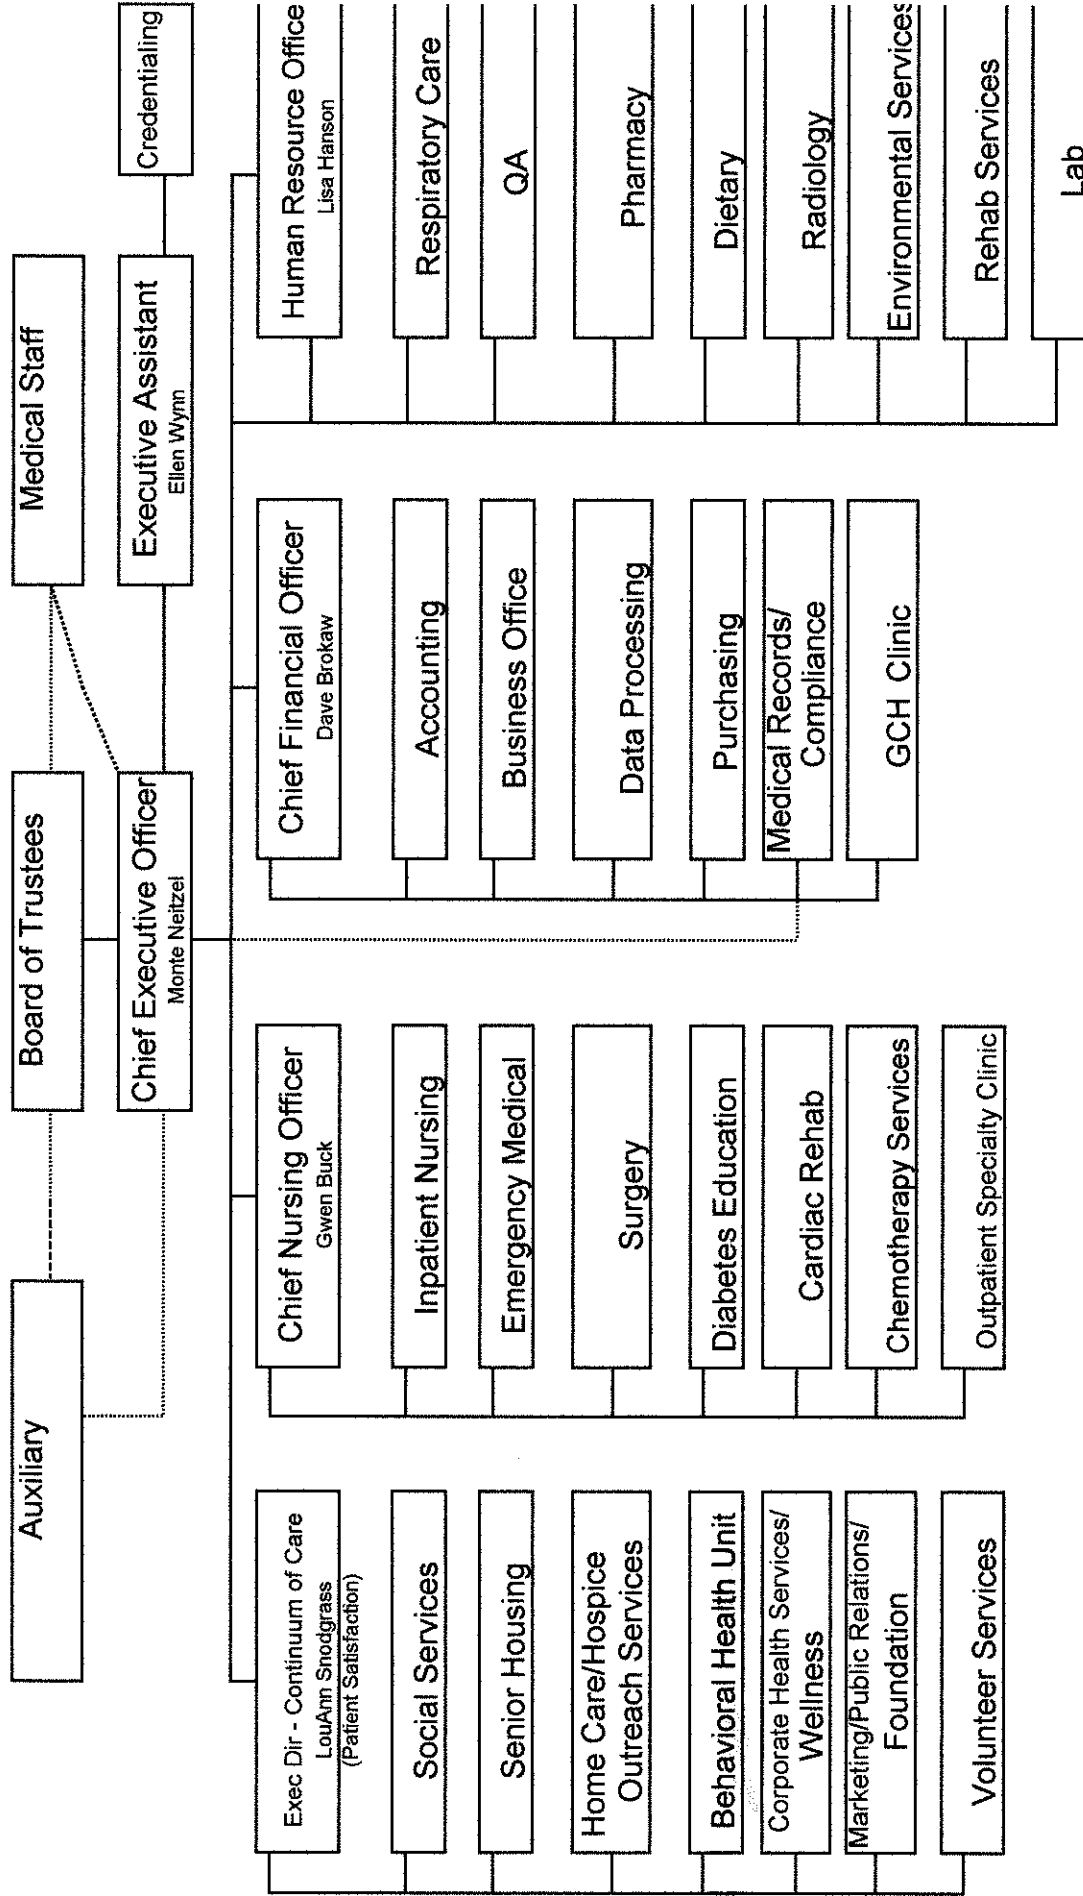 Auxiliary
Board of Trustees
Medical Staff
Chief Executive Officer
Monte Neitzel
Executive Assistant
Ellen Wynn
Credentialing
Exec Dir - Continuum of Care
LouAnn Snodgrass
(Patient Satisfaction)
Social Services
Senior Housing
Home Care/Hospice
Outreach Services
Behavioral Health Unit
Corporate Health Services/
Wellness
Marketing/Public Relations/
Foundation
Volunteer Services
Chief Nursing Officer
Gwen Buck
Inpatient Nursing
Emergency Medical
Surgery
Diabetes Education
Cardiac Rehab
Chemotherapy Services
Outpatient Specialty Clinic
Chief Financial Officer
Dave Brokaw
Accounting
Business Office
Data Processing
Purchasing
Medical Records/
Compliance
GCH Clinic
Human Resource Office
Lisa Hanson
Respiratory Care
QA
Pharmacy
Dietary
Radiology
Environmental Services
Rehab Services
Lab